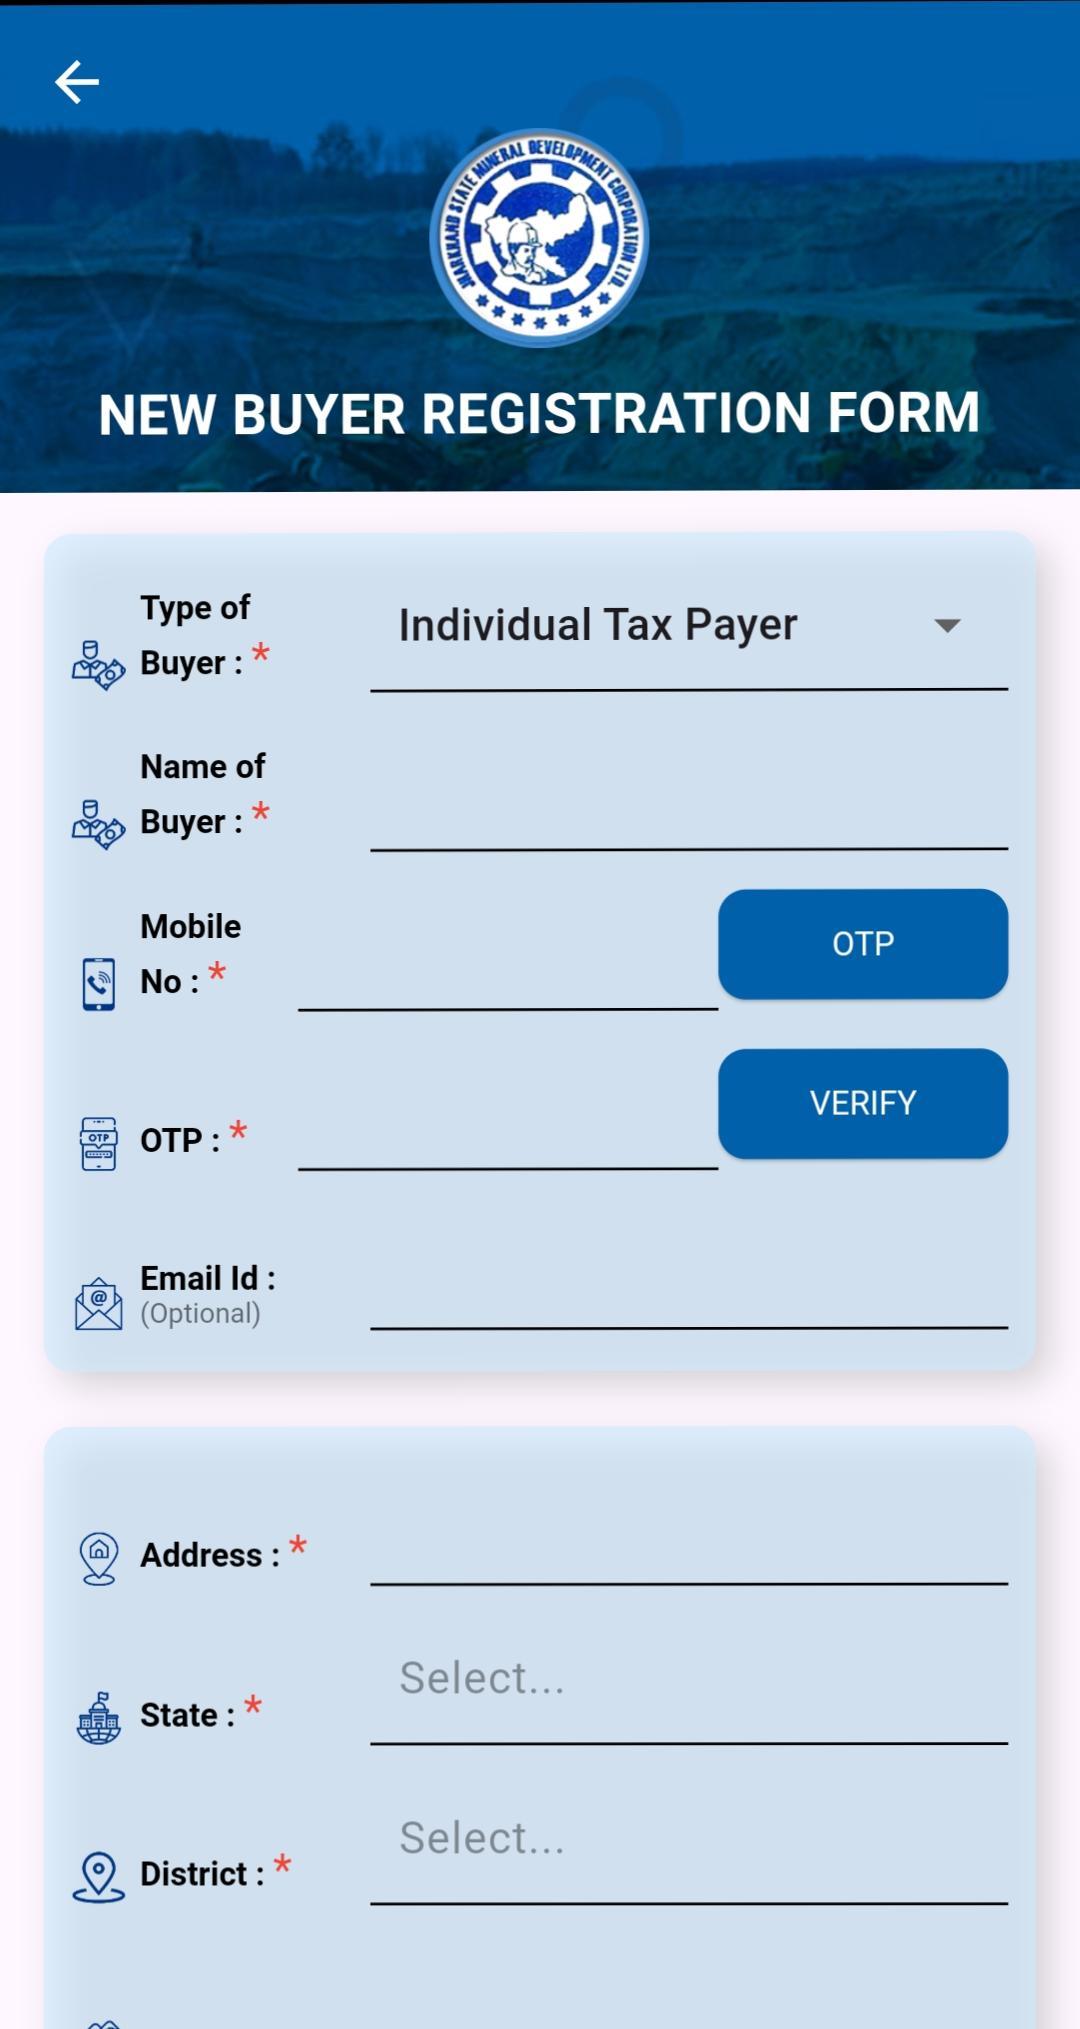 JHARKHAND STATE MINERAL DEVELOPMENT CORPORATION LTD.
NEW BUYER REGISTRATION FORM
Type of
Buyer : *
Individual Tax Payer
Name of
Buyer : *
Mobile
No : *
OTP
OTP : *
VERIFY
Email Id :
(Optional)
Address : *
State : *
Select...
District : *
Select...